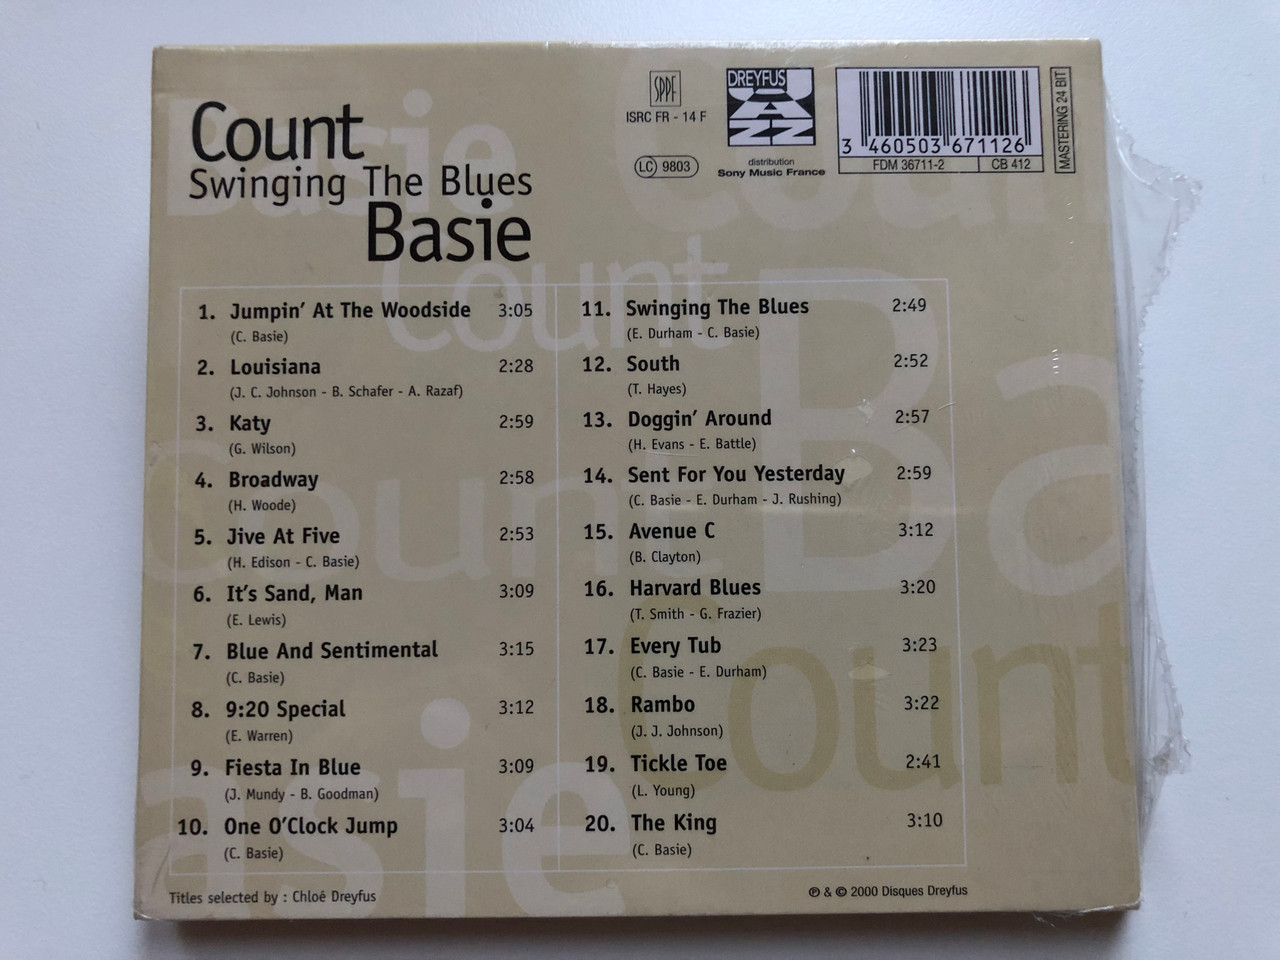 Count
Swinging The Blues
Basie
SPPF
ISRC FR - 14 F
LC 9803
DREYFUS
JAZZ
distribution
Sony Music France
3 460503 671126
FDM 36711-2 CB 412
MASTERING 24 BIT
1. Jumpin' At The Woodside 3:05
(C. Basie)
2. Louisiana 2:28
(J. C. Johnson - B. Schafer - A. Razaf)
3. Katy 2:59
(G. Wilson)
4. Broadway 2:58
(H. Woode)
5. Jive At Five 2:53
(H. Edison - C. Basie)
6. It's Sand, Man 3:09
(E. Lewis)
7. Blue And Sentimental 3:15
(C. Basie)
8. 9:20 Special 3:12
(E. Warren)
9. Fiesta In Blue 3:09
(J. Mundy - B. Goodman)
10. One O'Clock Jump 3:04
(C. Basie)
11. Swinging The Blues 2:49
(E. Durham - C. Basie)
12. South 2:52
(T. Hayes)
13. Doggin' Around 2:57
(H. Evans - E. Battle)
14. Sent For You Yesterday 2:59
(C. Basie - E. Durham - J. Rushing)
15. Avenue C 3:12
(B. Clayton)
16. Harvard Blues 3:20
(T. Smith - G. Frazier)
17. Every Tub 3:23
(C. Basie - E. Durham)
18. Rambo 3:22
(J. J. Johnson)
19. Tickle Toe 2:41
(L. Young)
20. The King 3:10
(C. Basie)
Titles selected by : Chloé Dreyfus
℗ & © 2000 Disques Dreyfus
Basie
Coun
Count
Ba
Count
Count
asie